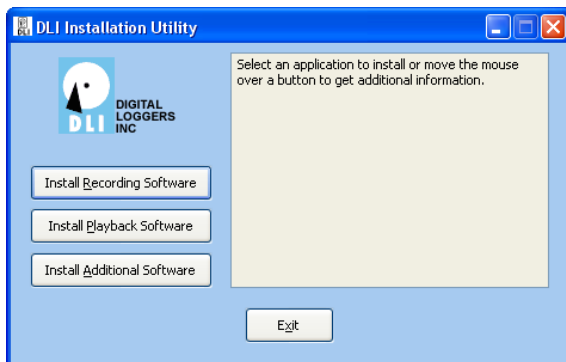 DLI Installation Utility
DLI
DIGITAL
LOGGERS
INC
Select an application to install or move the mouse
over a button to get additional information.
Install Recording Software
Install Playback Software
Install Additional Software
Exit